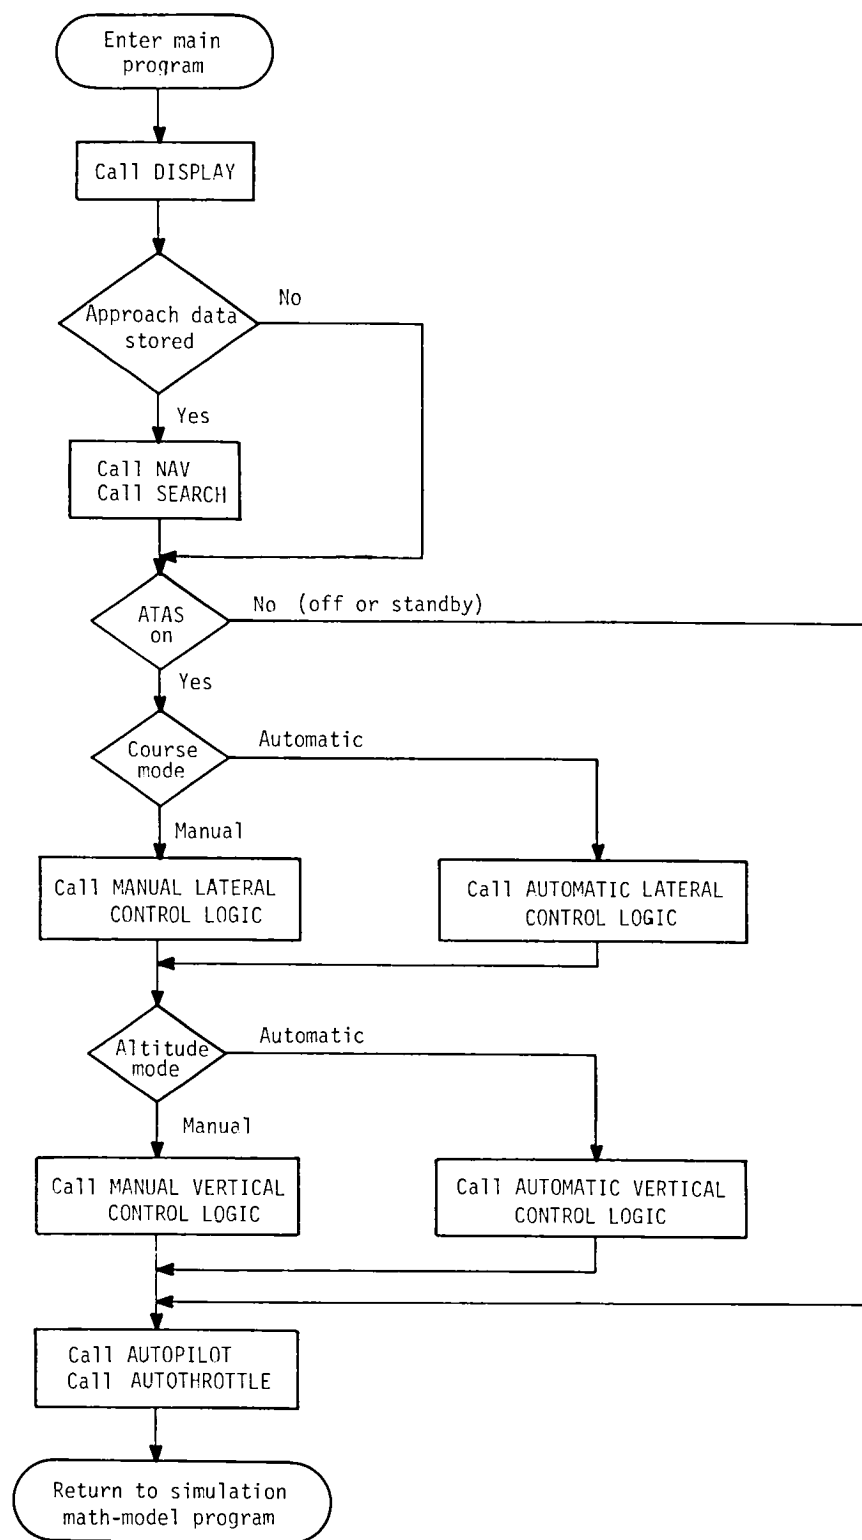 Enter main
program
Call DISPLAY
Approach data
stored
No
Yes
Call NAV
Call SEARCH
ATAS
on
No (off or standby)
Yes
Course
mode
Automatic
Manual
Call MANUAL LATERAL
CONTROL LOGIC
Call AUTOMATIC LATERAL
CONTROL LOGIC
Altitude
mode
Automatic
Manual
Call MANUAL VERTICAL
CONTROL LOGIC
Call AUTOMATIC VERTICAL
CONTROL LOGIC
Call AUTOPILOT
Call AUTOTHROTTLE
Return to simulation
math-model program